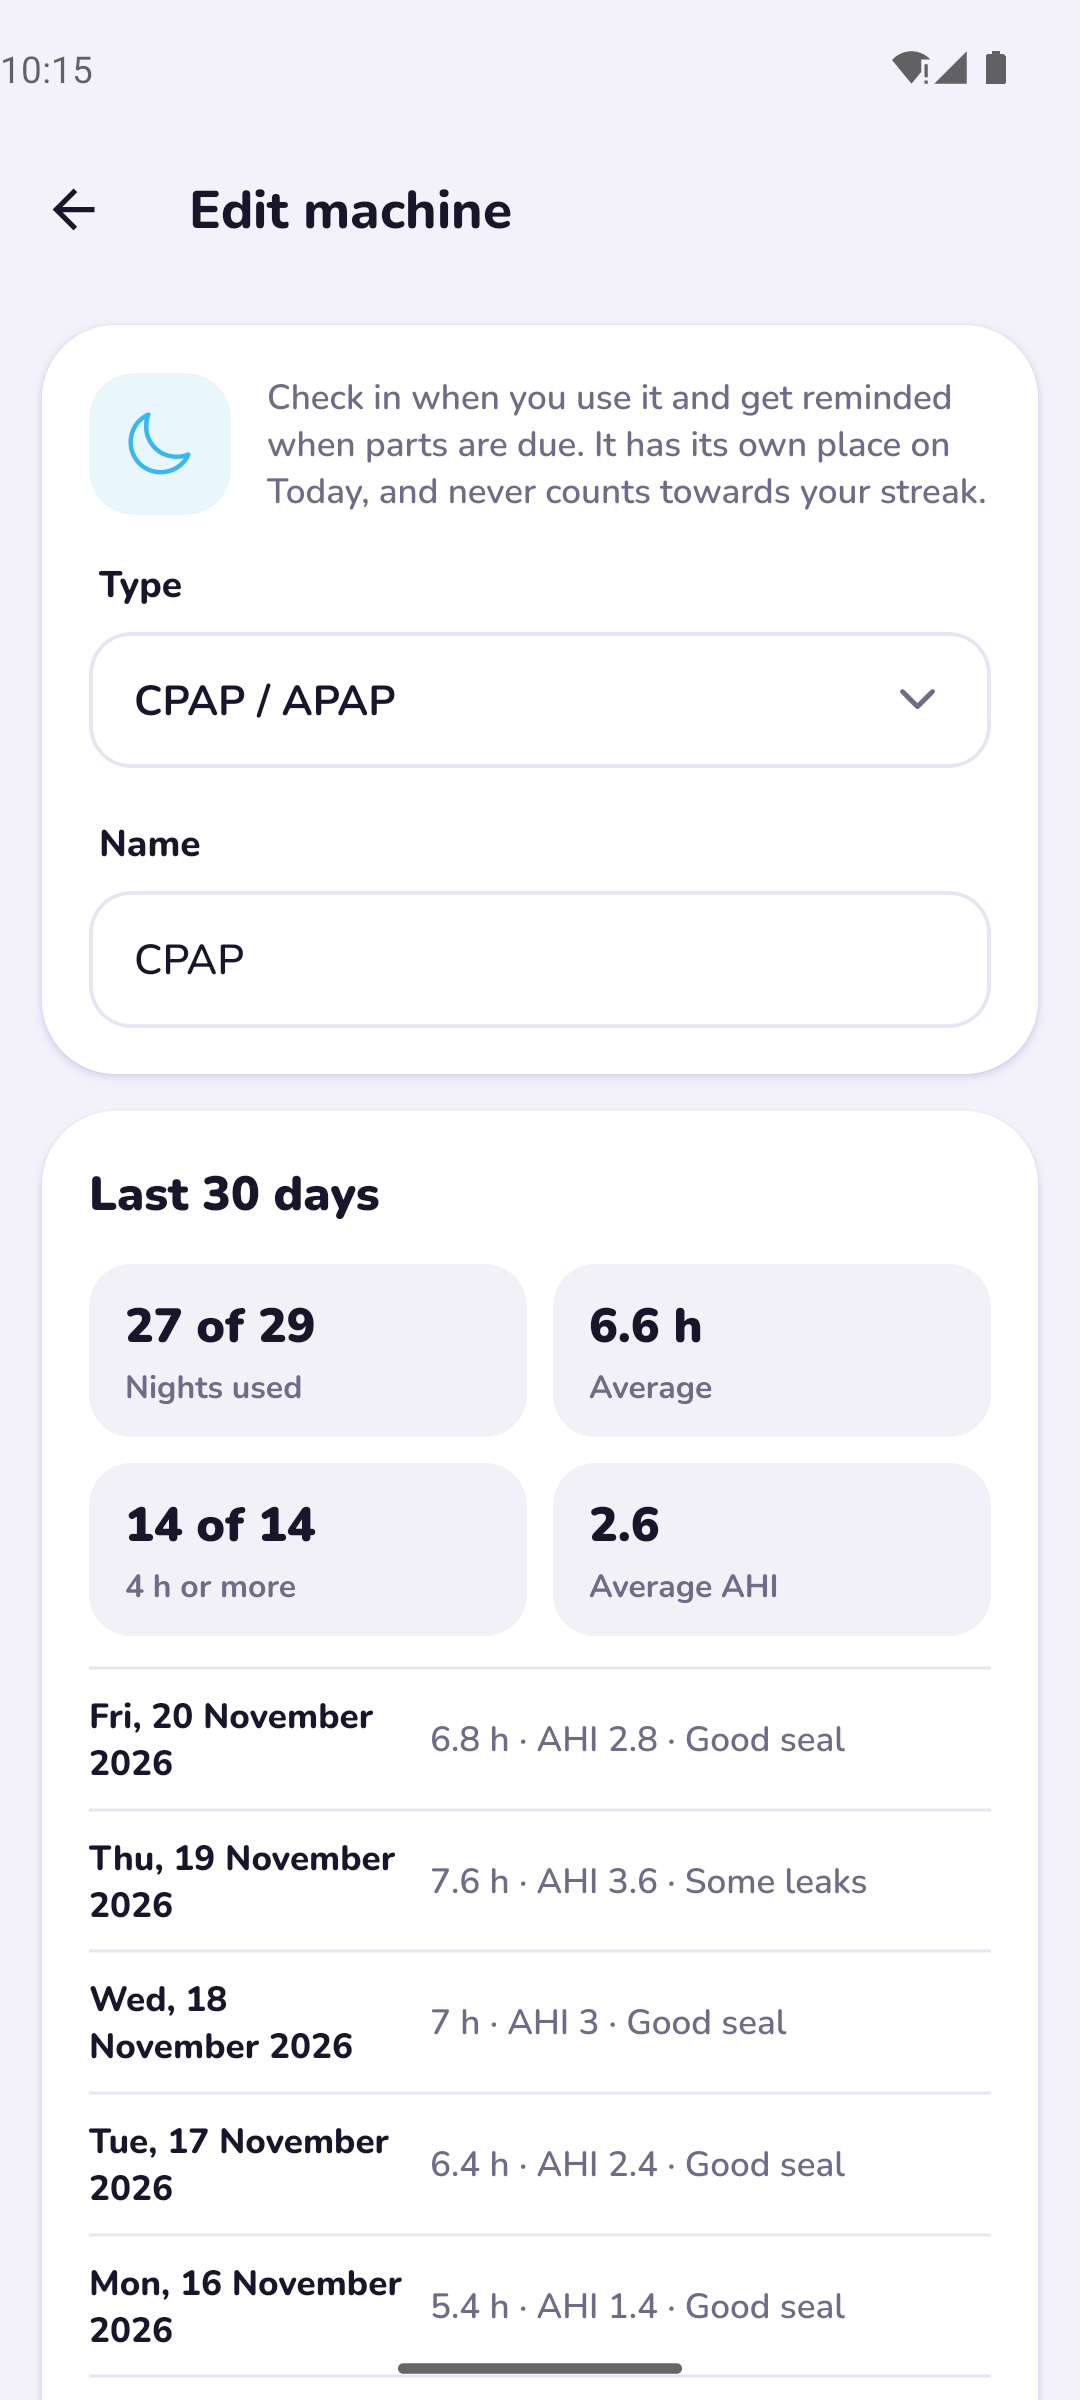 10:15
Edit machine
Check in when you use it and get reminded
when parts are due. It has its own place on
Today, and never counts towards your streak.
Type
CPAP / APAP
Name
CPAP
Last 30 days
27 of 29
Nights used
6.6 h
Average
14 of 14
4 h or more
2.6
Average AHI
Fri, 20 November
2026
6.8 h · AHI 2.8 · Good seal
Thu, 19 November
2026
7.6 h · AHI 3.6 · Some leaks
Wed, 18
November 2026
7 h · AHI 3 · Good seal
Tue, 17 November
2026
6.4 h · AHI 2.4 · Good seal
Mon, 16 November
2026
5.4 h · AHI 1.4 · Good seal